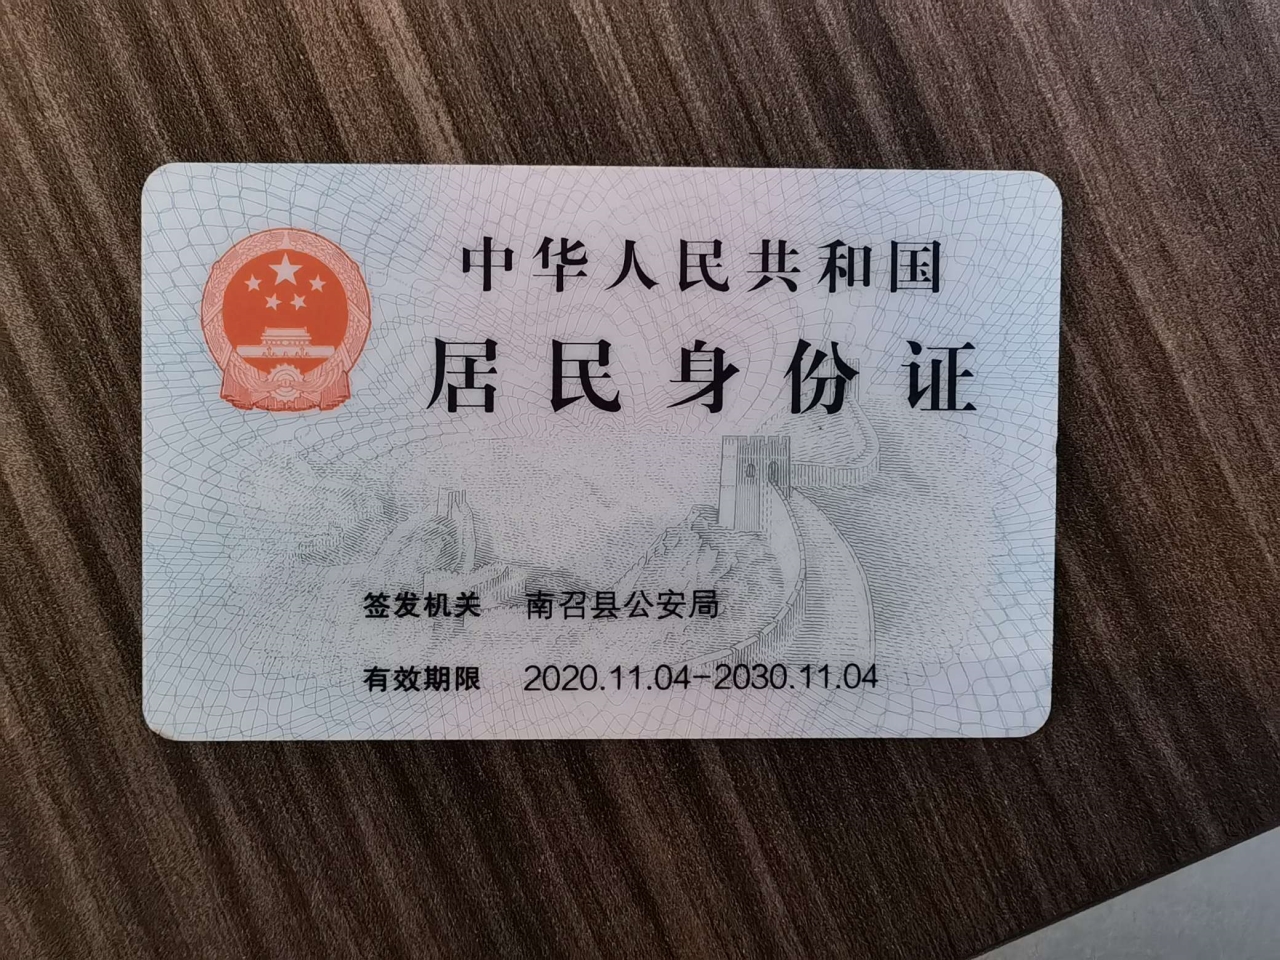 中华人民共和国
居民身份证
签发机关 南召县公安局
有效期限 2020.11.04-2030.11.04